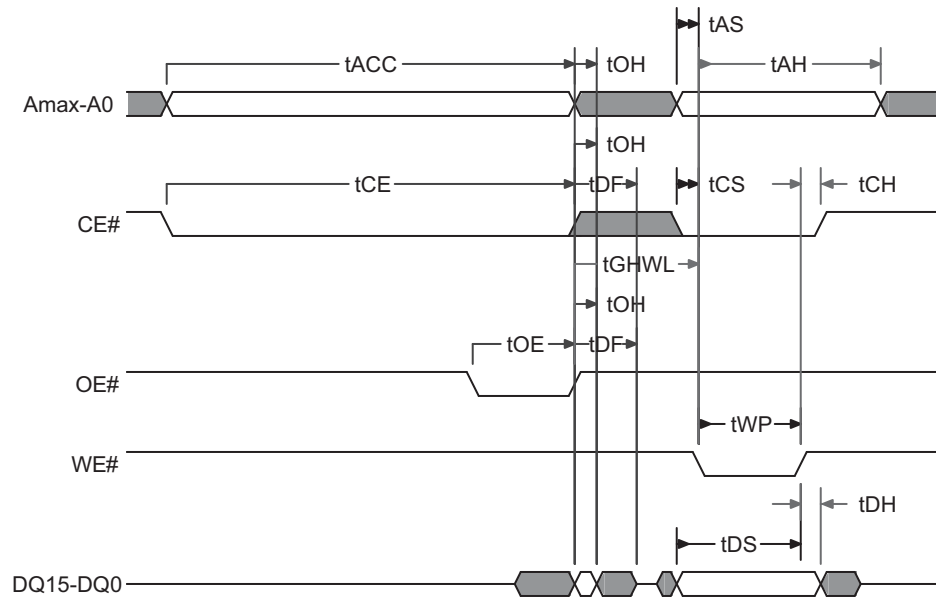 tAS
tACC tOH tAH
Amax-A0
tOH
tCE tDF tCS tCH
CE#
tGHWL
tOH
tOE tDF
OE#
tWP
WE#
tDH
tDS
DQ15-DQ0